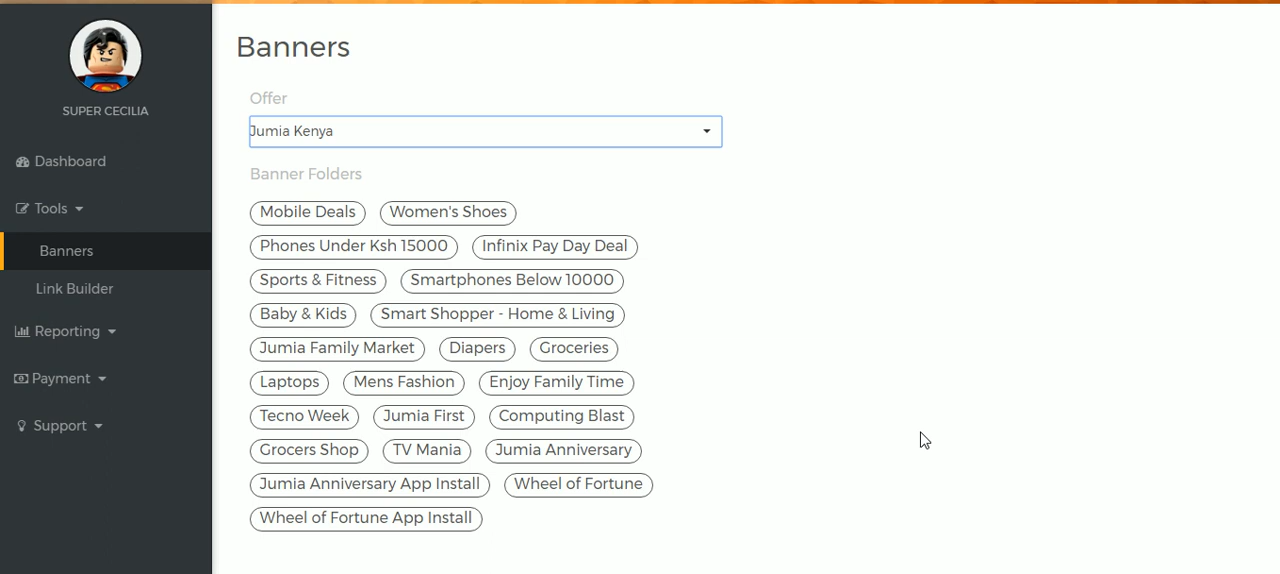 SUPER CECILIA
Dashboard
Tools
Banners
Link Builder
Reporting
Payment
Support
Banners
Offer
Jumia Kenya
Banner Folders
Mobile Deals Women's Shoes
Phones Under Ksh 15000 Infinix Pay Day Deal
Sports & Fitness Smartphones Below 10000
Baby & Kids Smart Shopper - Home & Living
Jumia Family Market Diapers Groceries
Laptops Mens Fashion Enjoy Family Time
Tecno Week Jumia First Computing Blast
Grocers Shop TV Mania Jumia Anniversary
Jumia Anniversary App Install Wheel of Fortune
Wheel of Fortune App Install